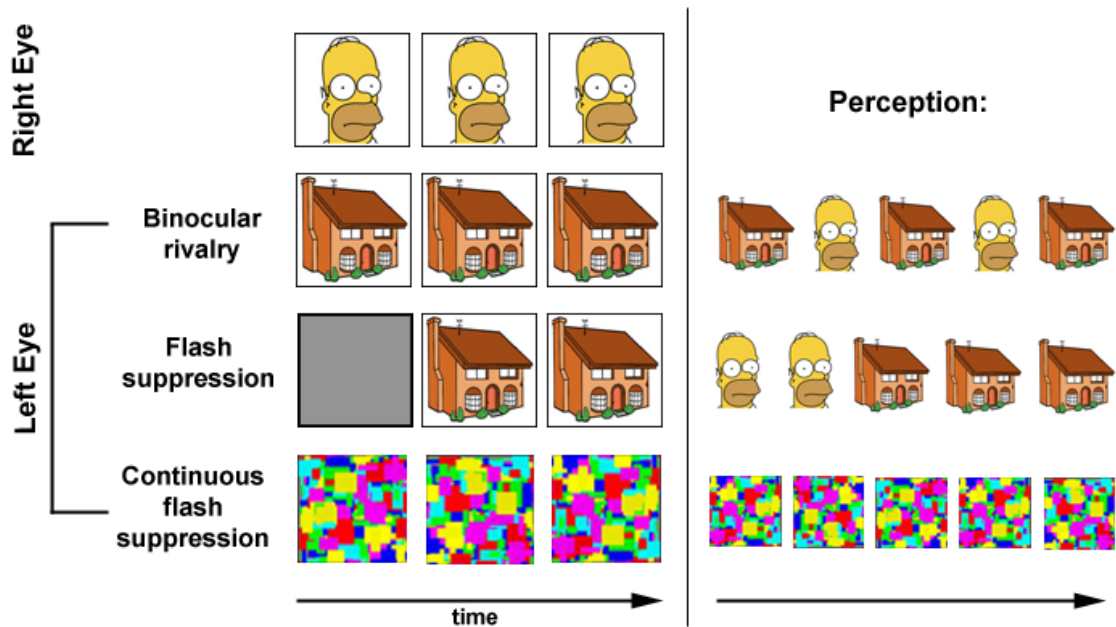 Right Eye
Perception:
Left Eye
Binocular
rivalry
Flash
suppression
Continuous
flash
suppression
time